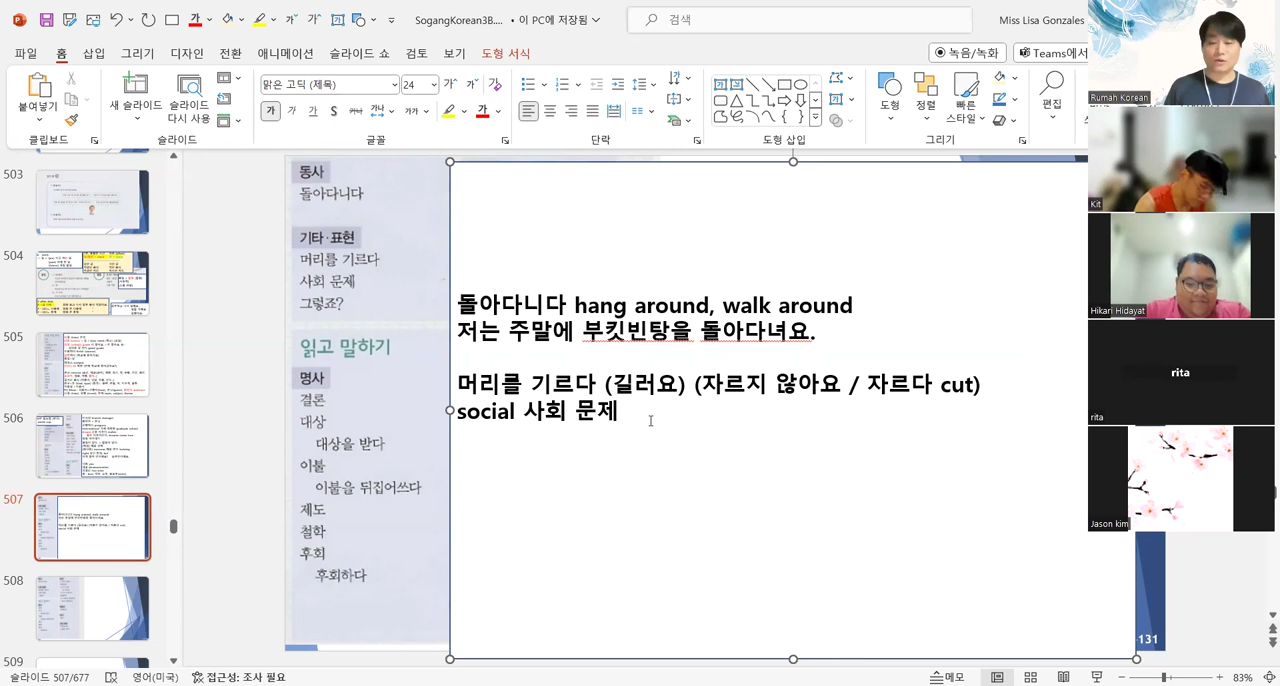 SogangKorean3B.... • 이 PC에 저장됨
검색
Miss Lisa Gonzales
파일 홈 삽입 그리기 디자인 전환 애니메이션 슬라이드 쇼 검토 보기 도형 서식
녹음/녹화
Teams에서
붙여넣기
새 슬라이드
슬라이드 다시 사용
맑은 고딕 (제목)
24
가 가 가 S
도형
정렬
빠른 스타일
편집
클립보드
슬라이드
글꼴
단락
도형 삽입
그리기
503
504
505
506
507
508
509
동사
돌아다니다
기타·표현
머리를 기르다
사회 문제
그렇죠?
읽고 말하기
명사
결론
대상
대상을 받다
이불
이불을 뒤집어쓰다
제도
철학
후회
후회하다
돌아다니다 hang around, walk around
저는 주말에 부킷빈탕을 돌아다녀요.
머리를 기르다 (길러요) (자르지 않아요 / 자르다 cut)
social 사회 문제
131
Rumah Korean
Kit
Hikari Hidayat
rita
rita
Jason kim
슬라이드 507/677
영어(미국)
접근성: 조사 필요
메모
83%